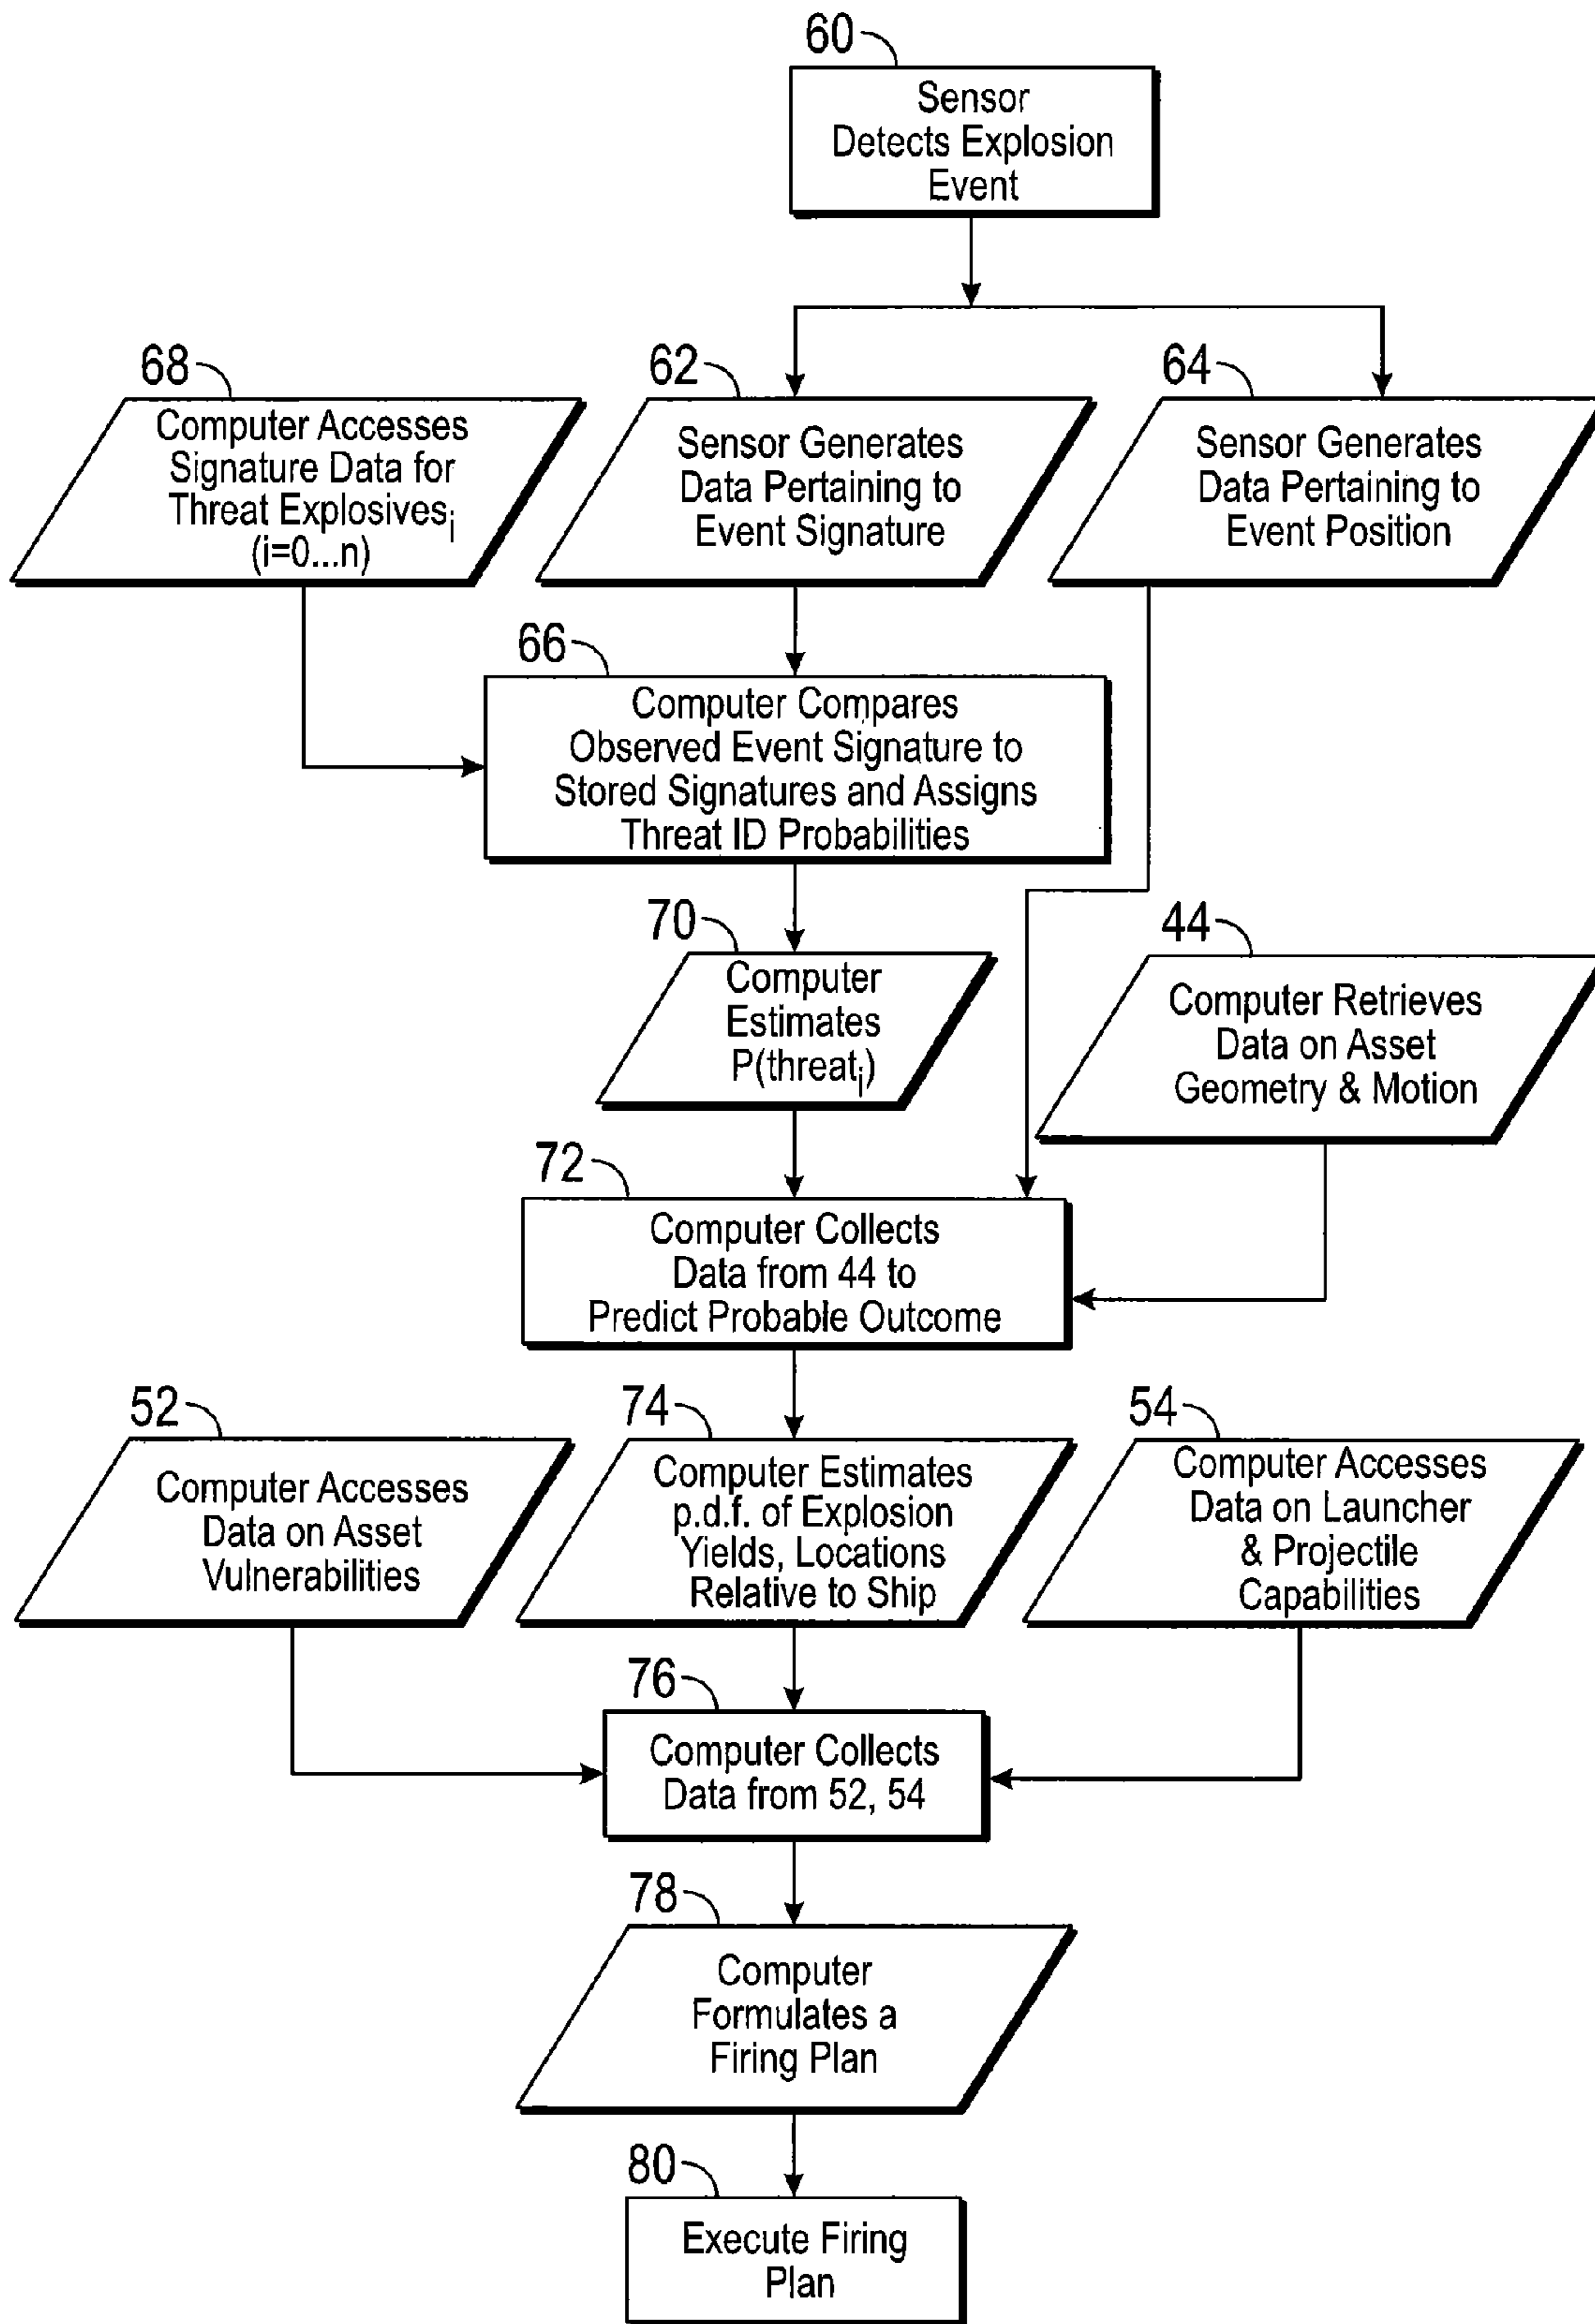 60
Sensor
Detects Explosion
Event
68
Computer Accesses
Signature Data for
Threat Explosivesi
(i=0...n)
62
Sensor Generates
Data Pertaining to
Event Signature
64
Sensor Generates
Data Pertaining to
Event Position
66
Computer Compares
Observed Event Signature to
Stored Signatures and Assigns
Threat ID Probabilities
70
Computer
Estimates
P(threati)
44
Computer Retrieves
Data on Asset
Geometry & Motion
72
Computer Collects
Data from 44 to
Predict Probable Outcome
52
Computer Accesses
Data on Asset
Vulnerabilities
74
Computer Estimates
p.d.f. of Explosion
Yields, Locations
Relative to Ship
54
Computer Accesses
Data on Launcher
& Projectile
Capabilities
76
Computer Collects
Data from 52, 54
78
Computer
Formulates a
Firing Plan
80
Execute Firing
Plan